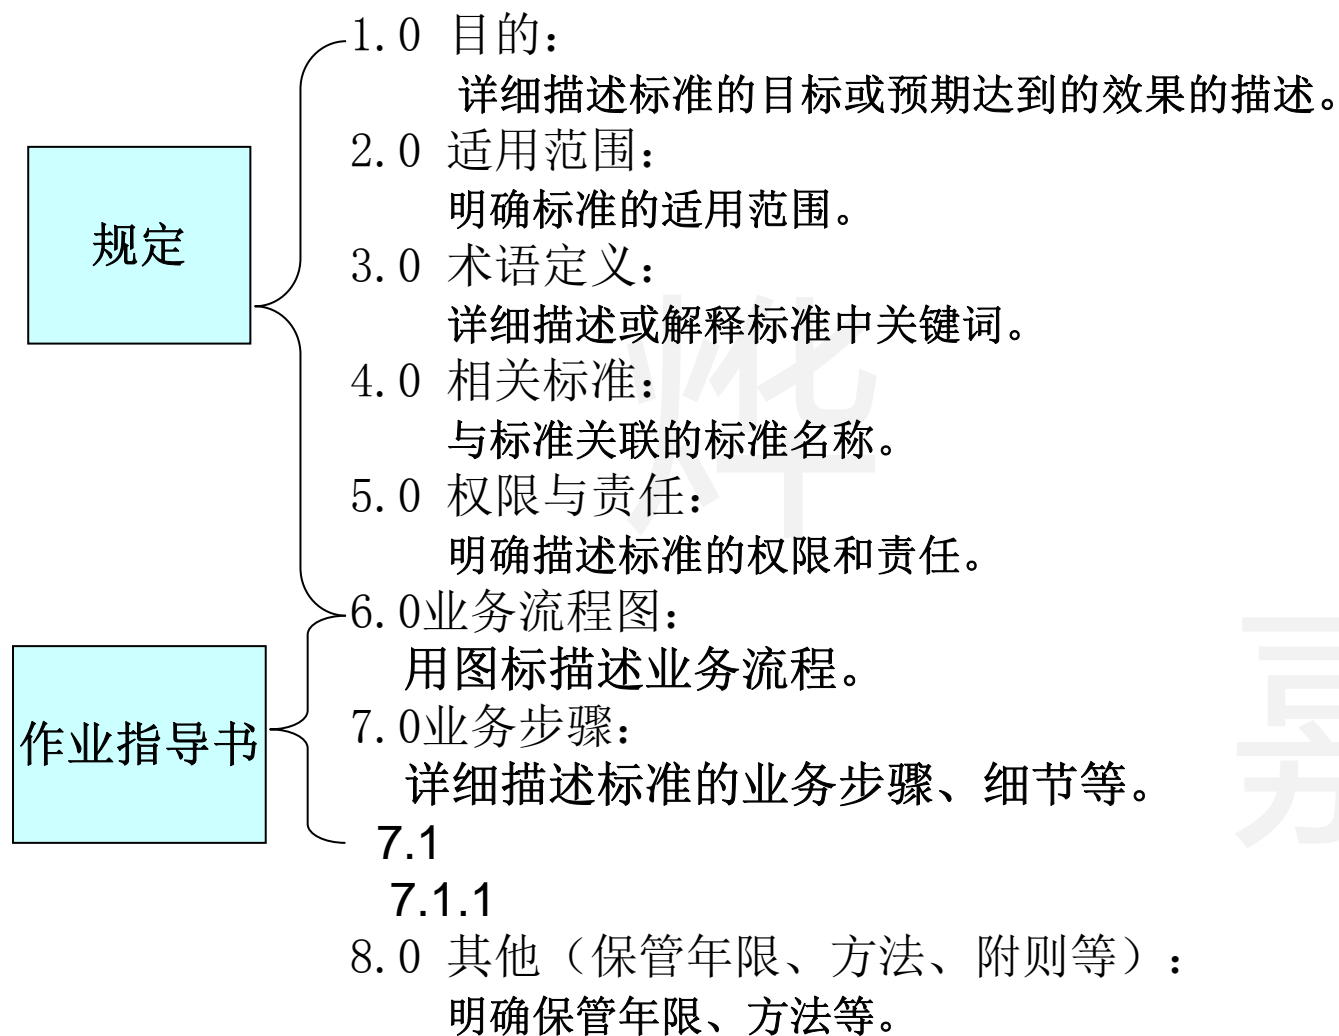 1.0 目的：
详细描述标准的目标或预期达到的效果的描述。
2.0 适用范围：
明确标准的适用范围。
规定
3.0 术语定义：
详细描述或解释标准中关键词。
4.0 相关标准：
与标准关联的标准名称。
5.0 权限与责任：
明确描述标准的权限和责任。
6.0业务流程图：
用图标描述业务流程。
作业指导书
7.0业务步骤：
详细描述标准的业务步骤、细节等。
7.1
7.1.1
8.0 其他（保管年限、方法、附则等）：
明确保管年限、方法等。
烨